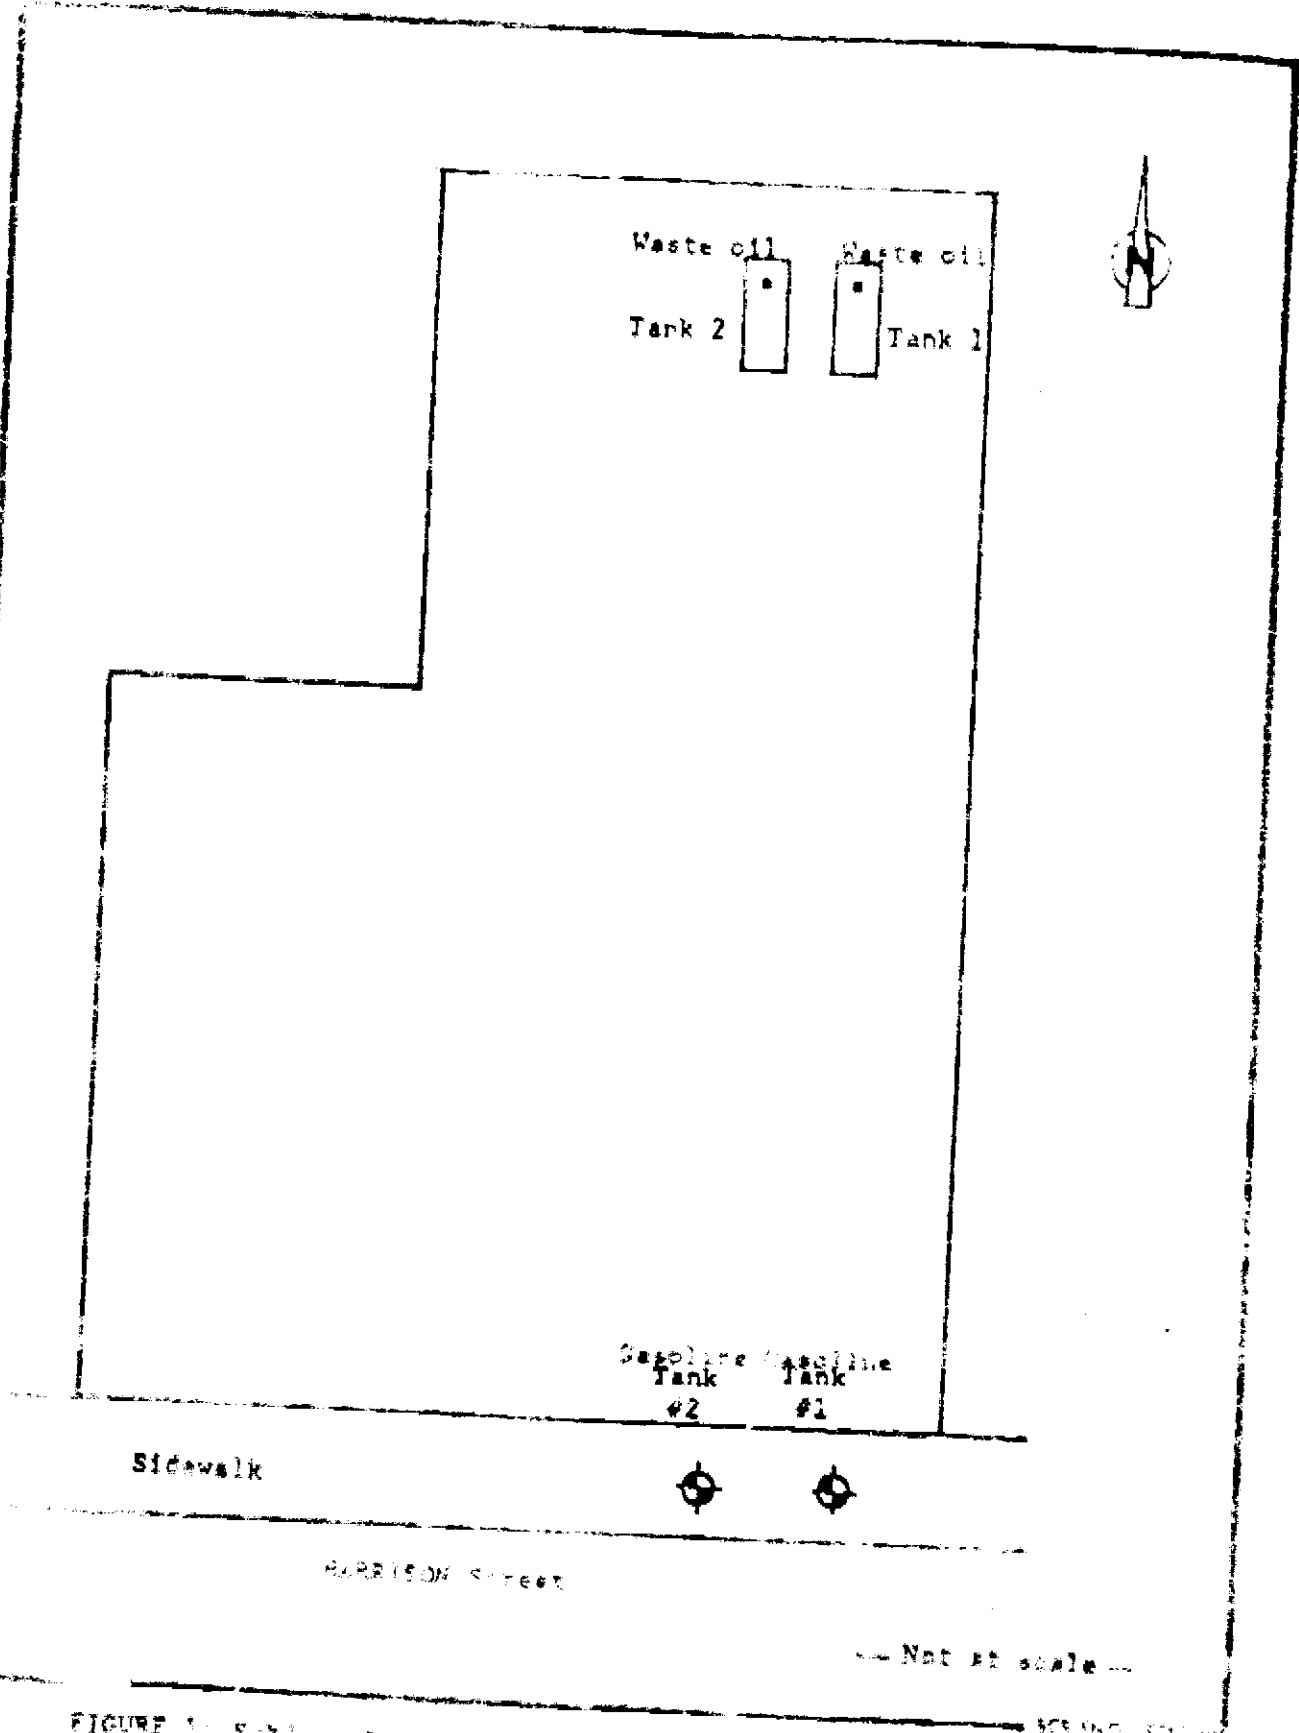 Waste oil Waste oil
N
Tank 2 Tank 1
Gasoline Gasoline
Tank Tank
#2 #1
Sidewalk
HARRISON Street
-- Not at scale --
FIGURE